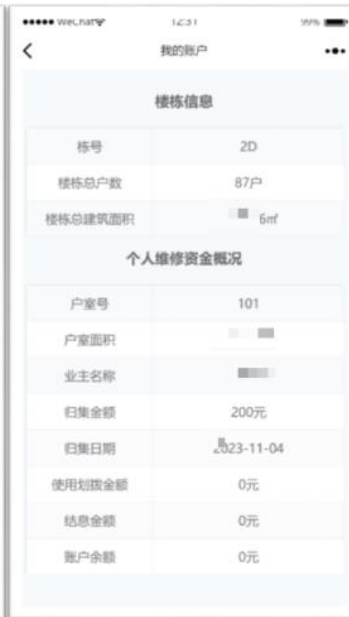 WeChat 12:31 99%
我的账户
楼栋信息
栋号 2D
楼栋总户数 87户
楼栋总建筑面积 6㎡
个人维修资金概况
户室号 101
户室面积
业主名称
归集金额 200元
归集日期 2023-11-04
使用划拨金额 0元
结息金额 0元
账户余额 0元